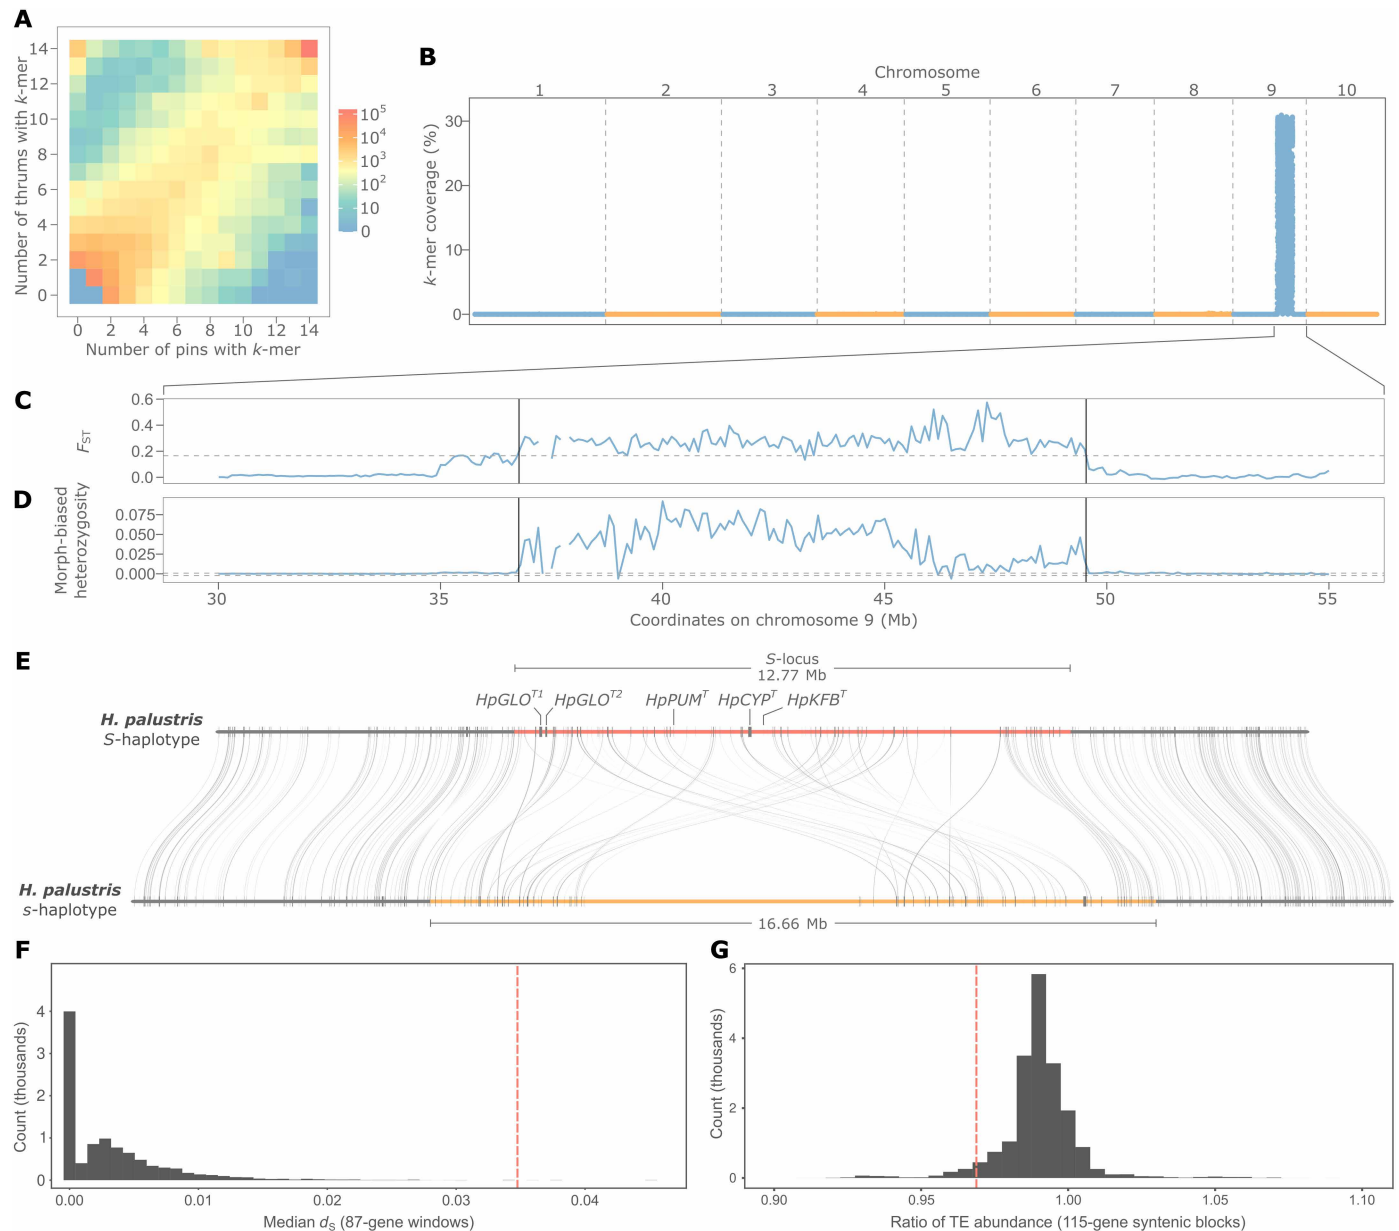 A
Number of thrums with k-mer
14
12
10
8
6
4
2
0
0 2 4 6 8 10 12 14
Number of pins with k-mer
10^5
10^4
10^3
10^2
10
0
B
Chromosome
1 2 3 4 5 6 7 8 9 10
k-mer coverage (%)
30
20
10
0
C
F_ST
0.6
0.4
0.2
0.0
D
Morph-biased
heterozygosity
0.075
0.050
0.025
0.000
30 35 40 45 50 55
Coordinates on chromosome 9 (Mb)
E
S-locus
12.77 Mb
HpGLO^T1 HpGLO^T2 HpPUM^T HpCYP^T HpKFB^T
H. palustris
S-haplotype
H. palustris
s-haplotype
16.66 Mb
F
Count (thousands)
4
3
2
1
0
0.00 0.01 0.02 0.03 0.04
Median d_S (87-gene windows)
G
Count (thousands)
6
4
2
0
0.90 0.95 1.00 1.05 1.10
Ratio of TE abundance (115-gene syntenic blocks)